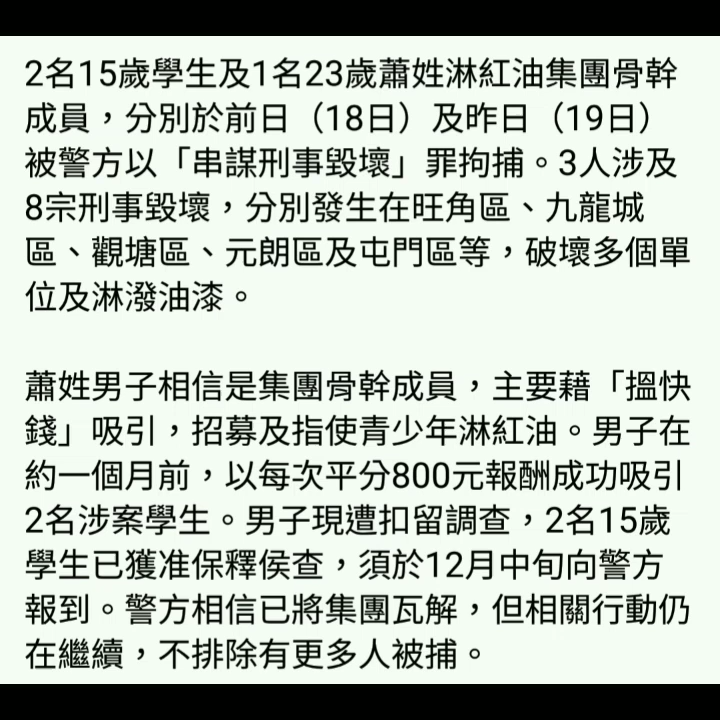 2名15歲學生及1名23歲蕭姓淋紅油集團骨幹
成員，分別於前日（18日）及昨日（19日）
被警方以「串謀刑事毀壞」罪拘捕。3人涉及
8宗刑事毀壞，分別發生在旺角區、九龍城
區、觀塘區、元朗區及屯門區等，破壞多個單
位及淋潑油漆。
蕭姓男子相信是集團骨幹成員，主要藉「搵快
錢」吸引，招募及指使青少年淋紅油。男子在
約一個月前，以每次平分800元報酬成功吸引
2名涉案學生。男子現遭扣留調查，2名15歲
學生已獲准保釋侯查，須於12月中旬向警方
報到。警方相信已將集團瓦解，但相關行動仍
在繼續，不排除有更多人被捕。